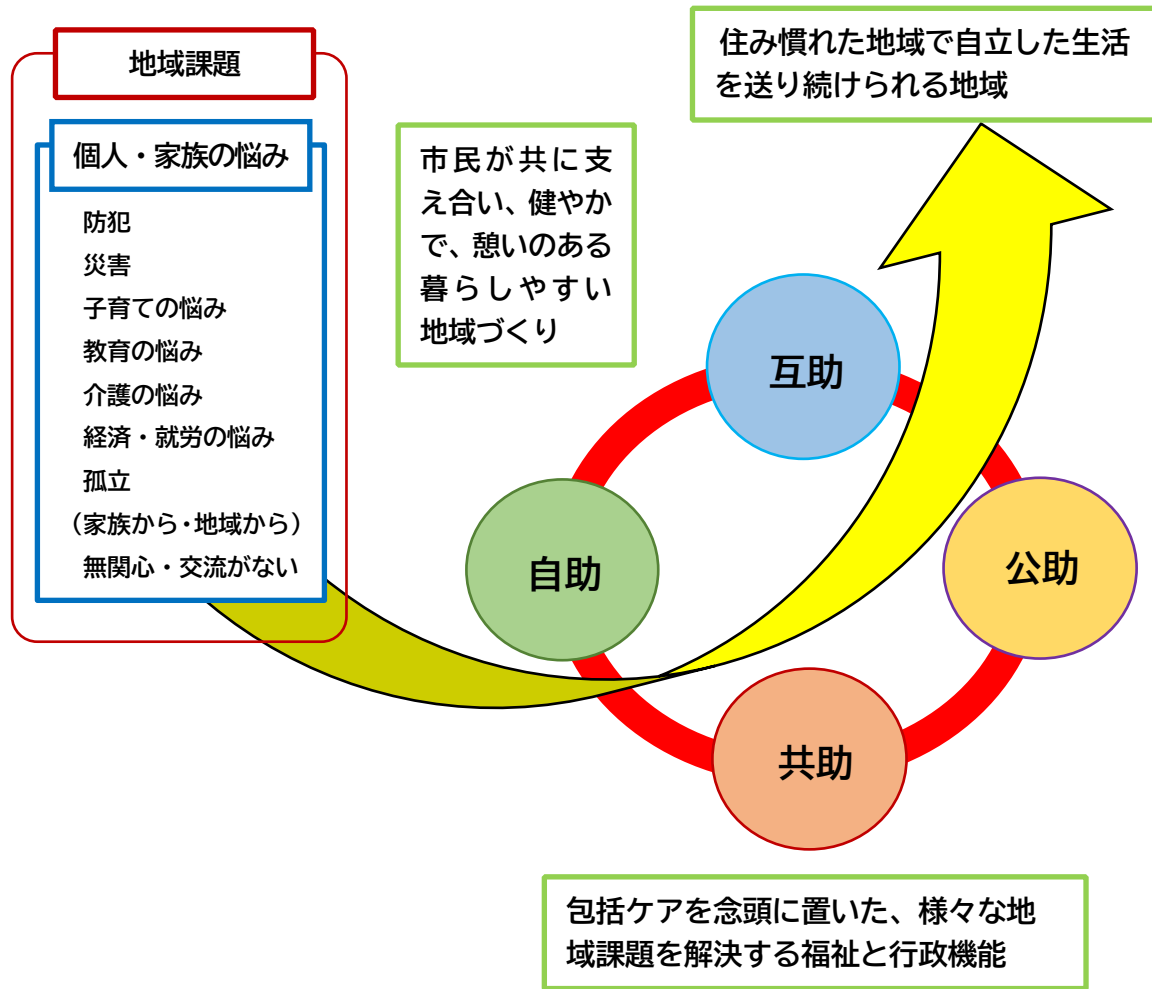 地域課題
個人・家族の悩み
防犯
災害
子育ての悩み
教育の悩み
介護の悩み
経済・就労の悩み
孤立
（家族から・地域から）
無関心・交流がない
市民が共に支
え合い、健やか
で、憩いのある
暮らしやすい
地域づくり
住み慣れた地域で自立した生活
を送り続けられる地域
互助
自助
公助
共助
包括ケアを念頭に置いた、様々な地
域課題を解決する福祉と行政機能